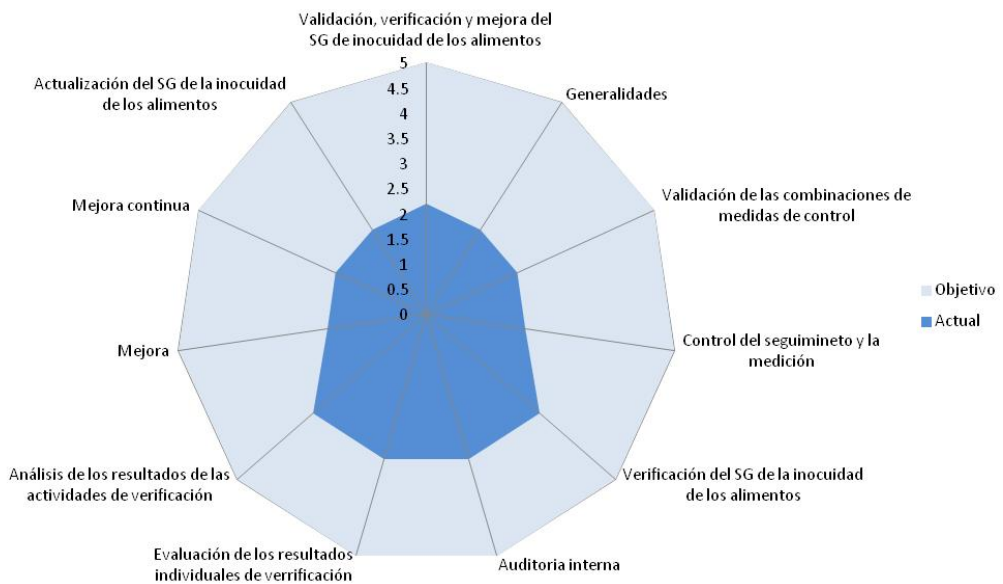 Validación, verificación y mejora del
SG de inocuidad de los alimentos
5
4.5
4
3.5
3
2.5
2
1.5
1
0.5
0
Generalidades
Validación de las combinaciones de
medidas de control
Control del seguimineto y la
medición
Verificación del SG de la inocuidad
de los alimentos
Auditoria interna
Evaluación de los resultados
individuales de verrificación
Análisis de los resultados de las
actividades de verificación
Mejora
Mejora continua
Actualización del SG de la inocuidad
de los alimentos
Objetivo
Actual